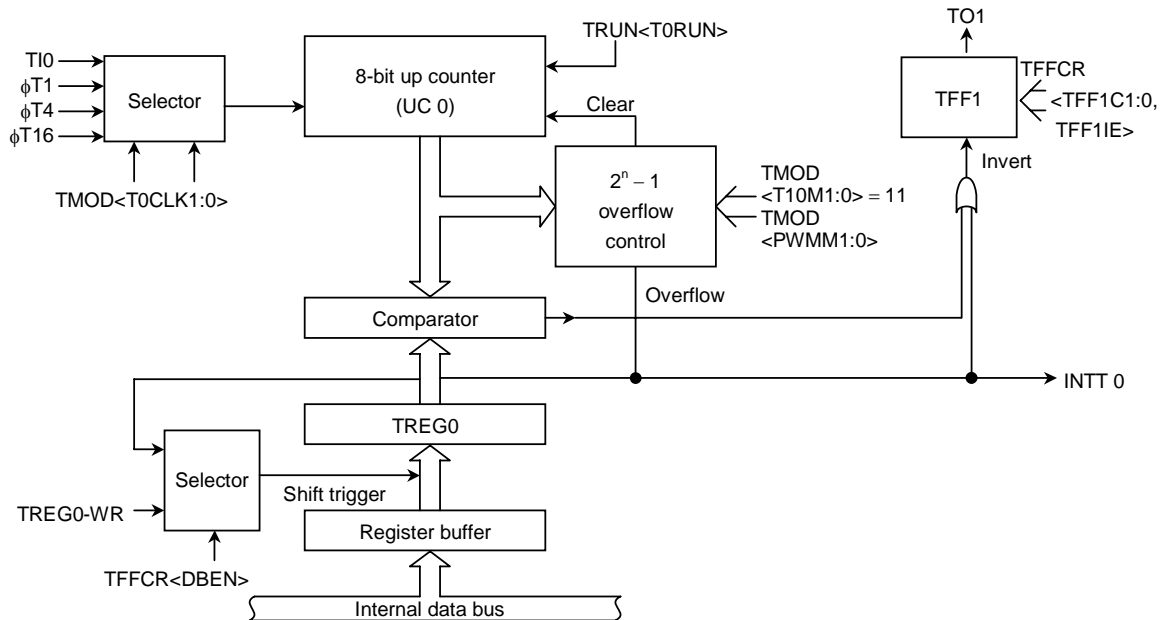 TI0
ϕT1
ϕT4
ϕT16
Selector
TMOD<T0CLK1:0>
8-bit up counter
(UC 0)
TRUN<T0RUN>
Clear
2ⁿ − 1
overflow
control
TMOD
<T10M1:0> = 11
TMOD
<PWMM1:0>
Overflow
TO1
TFF1
TFFCR
<TFF1C1:0,
TFF1IE>
Invert
Comparator
INTT 0
TREG0
Selector
Shift trigger
TREG0-WR
Register buffer
TFFCR<DBEN>
Internal data bus